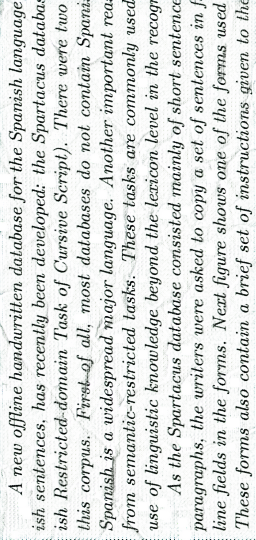 A new offline handwritten database for the Spanish language
ish sentences, has recently been developed: the Spartacus databas
ish Restricted-domain Task of Cursive Script). There were two
this corpus. First of all, most databases do not contain Spani
Spanish is a widespread major language. Another important rea
from semantic-restricted tasks. These tasks are commonly used
use of linguistic knowledge beyond the lexicon level in the recogn
As the Spartacus database consisted mainly of short sentence
paragraphs, the writers were asked to copy a set of sentences in f
line fields in the forms. Next figure shows one of the forms used
These forms also contain a brief set of instructions given to the